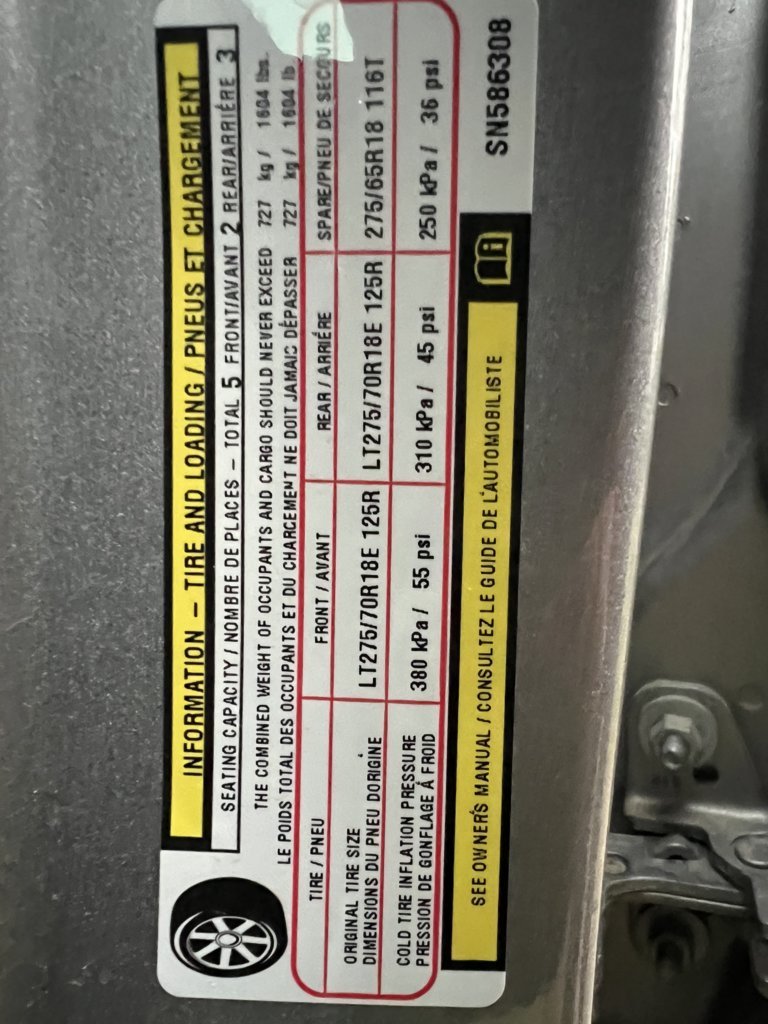 INFORMATION – TIRE AND LOADING / PNEUS ET CHARGEMENT
SEATING CAPACITY / NOMBRE DE PLACES – TOTAL 5 FRONT/AVANT 2 REAR/ARRIÉRE 3
THE COMBINED WEIGHT OF OCCUPANTS AND CARGO SHOULD NEVER EXCEED 727 kg / 1604 lbs.
LE POIDS TOTAL DES OCCUPANTS ET DU CHARCEMENT NE DOIT JAMAIS DÉPASSER 727 kg / 1604 lb
TIRE / PNEU FRONT / AVANT REAR / ARRIÉRE SPARE/PNEU DE SECOURS
ORIGINAL TIRE SIZE
DIMENSIONS DU PNEU DORIGINE LT275/70R18E 125R LT275/70R18E 125R 275/65R18 116T
COLD TIRE INFLATION PRESSURE
PRESSION DE GONFLAGE Á FROID 380 kPa / 55 psi 310 kPa / 45 psi 250 kPa / 36 psi
SEE OWNER'S MANUAL / CONSULTEZ LE GUIDE DE L'AUTOMOBILISTE
SN586308